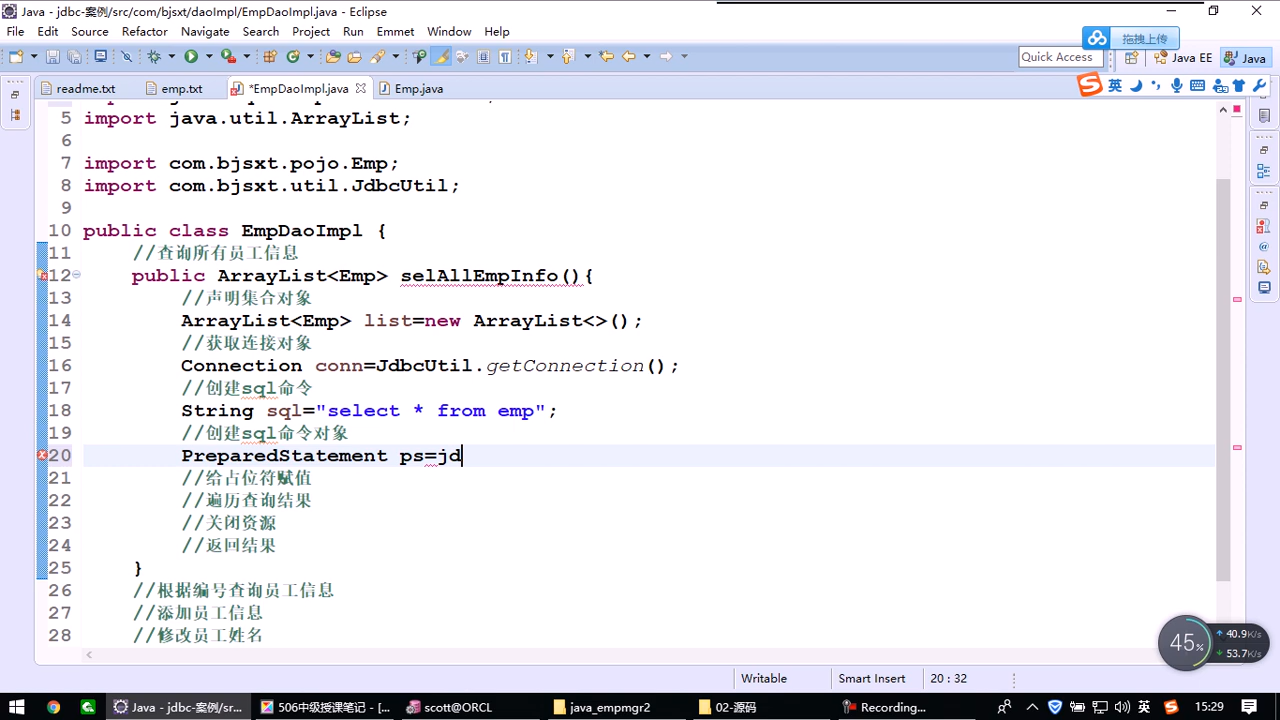 Java - jdbc-案例/src/com/bjsxt/daoImpl/EmpDaoImpl.java - Eclipse
File Edit Source Refactor Navigate Search Project Run Emmet Window Help
拖拽上传
Quick Access Java EE Java
readme.txt emp.txt *EmpDaoImpl.java Emp.java
英
5 import java.util.ArrayList;
6
7 import com.bjsxt.pojo.Emp;
8 import com.bjsxt.util.JdbcUtil;
9
10 public class EmpDaoImpl {
11 //查询所有员工信息
12 public ArrayList<Emp> selAllEmpInfo(){
13 //声明集合对象
14 ArrayList<Emp> list=new ArrayList<>();
15 //获取连接对象
16 Connection conn=JdbcUtil.getConnection();
17 //创建sql命令
18 String sql="select * from emp";
19 //创建sql命令对象
20 PreparedStatement ps=jd
21 //给占位符赋值
22 //遍历查询结果
23 //关闭资源
24 //返回结果
25 }
26 //根据编号查询员工信息
27 //添加员工信息
28 //修改员工姓名
45% 40.9K/s
53.7K/s
Writable Smart Insert 20 : 32
Java - jdbc-案例/sr... 506中级授课笔记 - [... scott@ORCL java_empmgr2 02-源码 Recording... 英 15:29